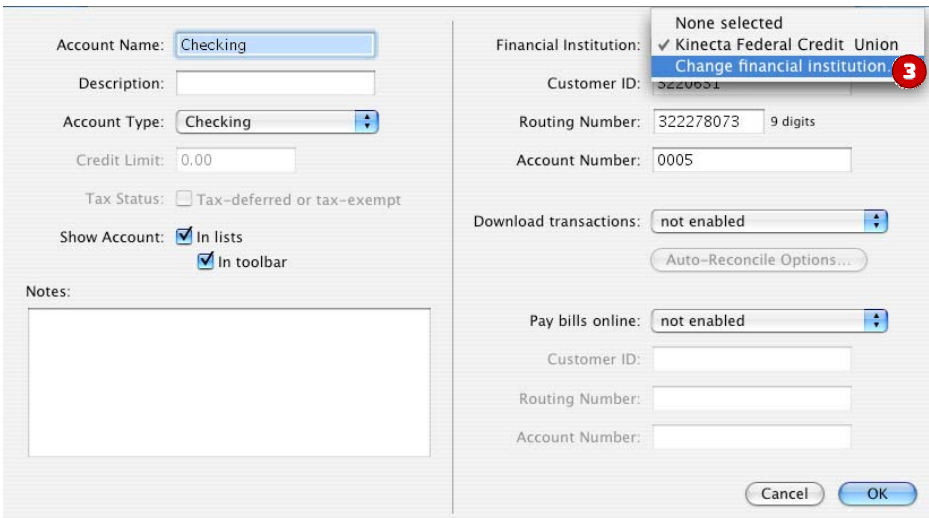 Account Name: Checking
Description:
Account Type: Checking
Credit Limit: 0.00
Tax Status: Tax-deferred or tax-exempt
Show Account: In lists
In toolbar
Notes:
None selected
Financial Institution: ✓ Kinecta Federal Credit Union
Change financial institution. 3
Customer ID:
Routing Number: 322278073 9 digits
Account Number: 0005
Download transactions: not enabled
Auto-Reconcile Options...
Pay bills online: not enabled
Customer ID:
Routing Number:
Account Number:
Cancel OK